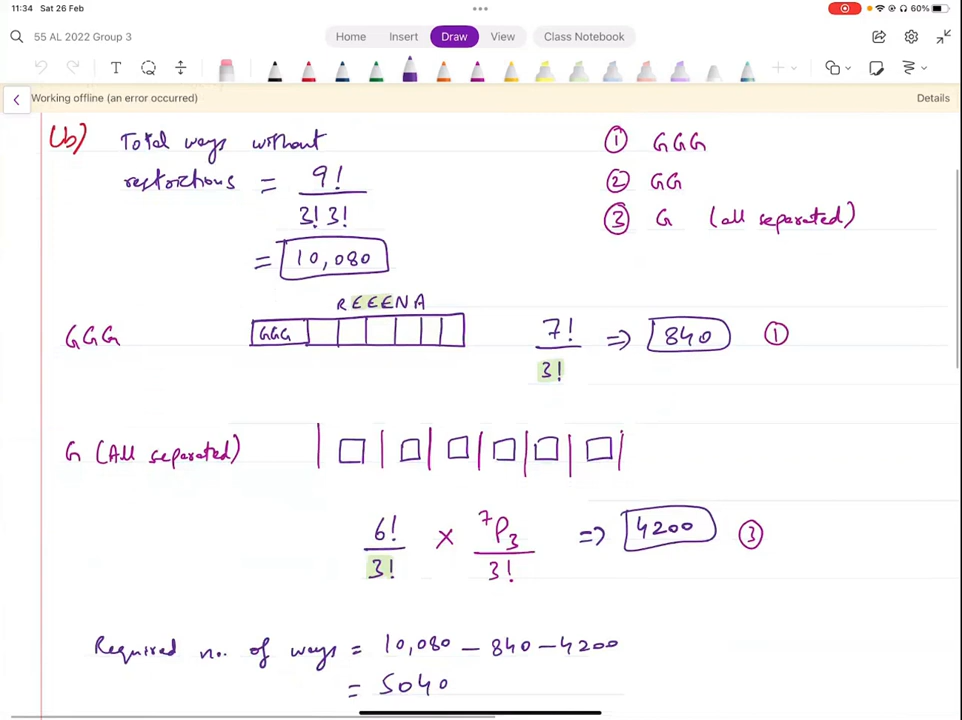 11:34 Sat 26 Feb
60%
55 AL 2022 Group 3
Home Insert Draw View Class Notebook
T
Working offline (an error occurred)
Details
(b) Total ways without
restrictions = 9!
3! 3!
= 10,080
① GGG
② GG
③ G (all separated)
REEENA
GGG GGG 7! ⇒ 840 ①
3!
G (All separated)
6! × ⁷P₃ ⇒ 4200 ③
3! 3!
Required no. of ways = 10,080 – 840 – 4200
= 5040